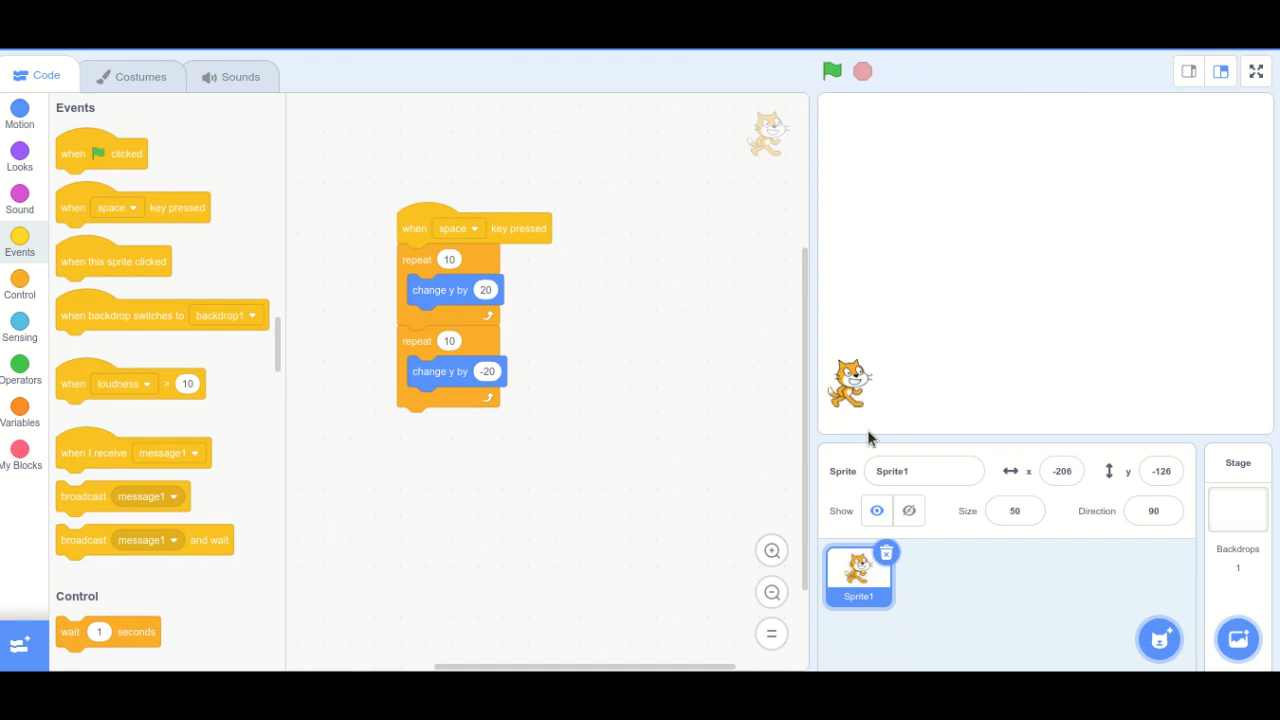 Code
Costumes
Sounds
Motion
Looks
Sound
Events
Control
Sensing
Operators
Variables
My Blocks
Events
when clicked
when space key pressed
when this sprite clicked
when backdrop switches to backdrop1
when loudness > 10
when I receive message1
broadcast message1
broadcast message1 and wait
Control
wait 1 seconds
when space key pressed
repeat 10
change y by 20
repeat 10
change y by -20
Sprite Sprite1 x -206 y -126
Show Size 50 Direction 90
Sprite1
Stage
Backdrops
1